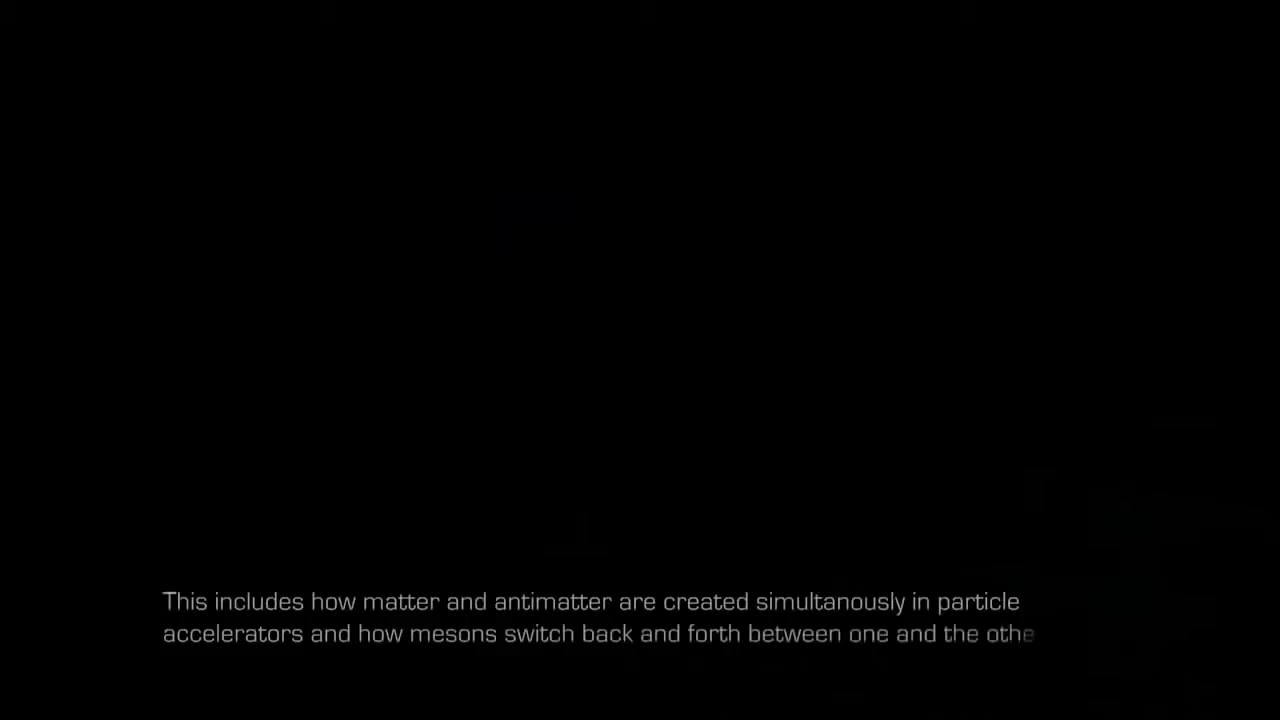 This includes how matter and antimatter are created simultanously in particle
accelerators and how mesons switch back and forth between one and the othe